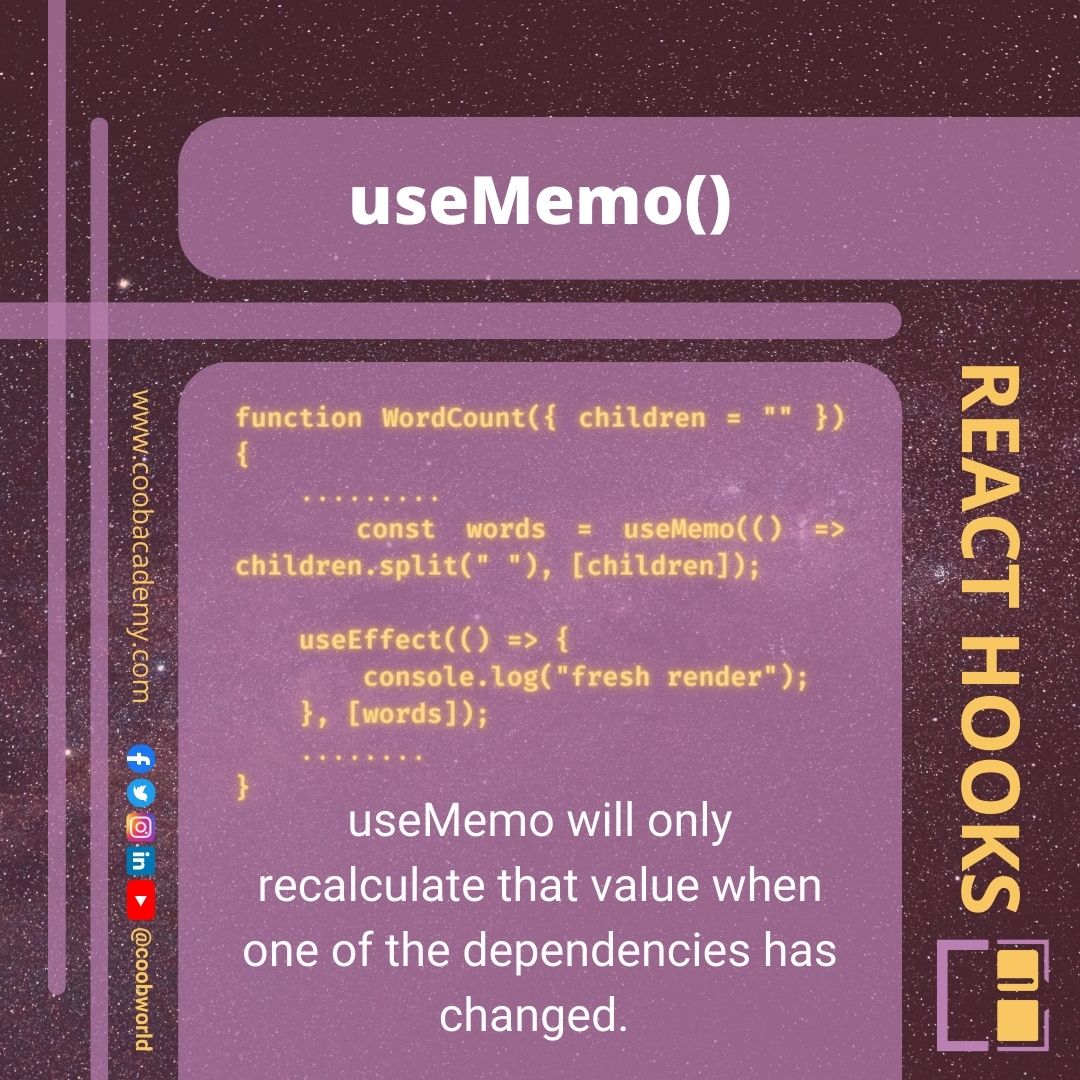 useMemo()
function WordCount({ children = "" })
{
.........
const words = useMemo(() =>
children.split(" "), [children]);
useEffect(() => {
console.log("fresh render");
}, [words]);
........
}
useMemo will only
recalculate that value when
one of the dependencies has
changed.
REACT HOOKS
www.coobacademy.com
@coobworld